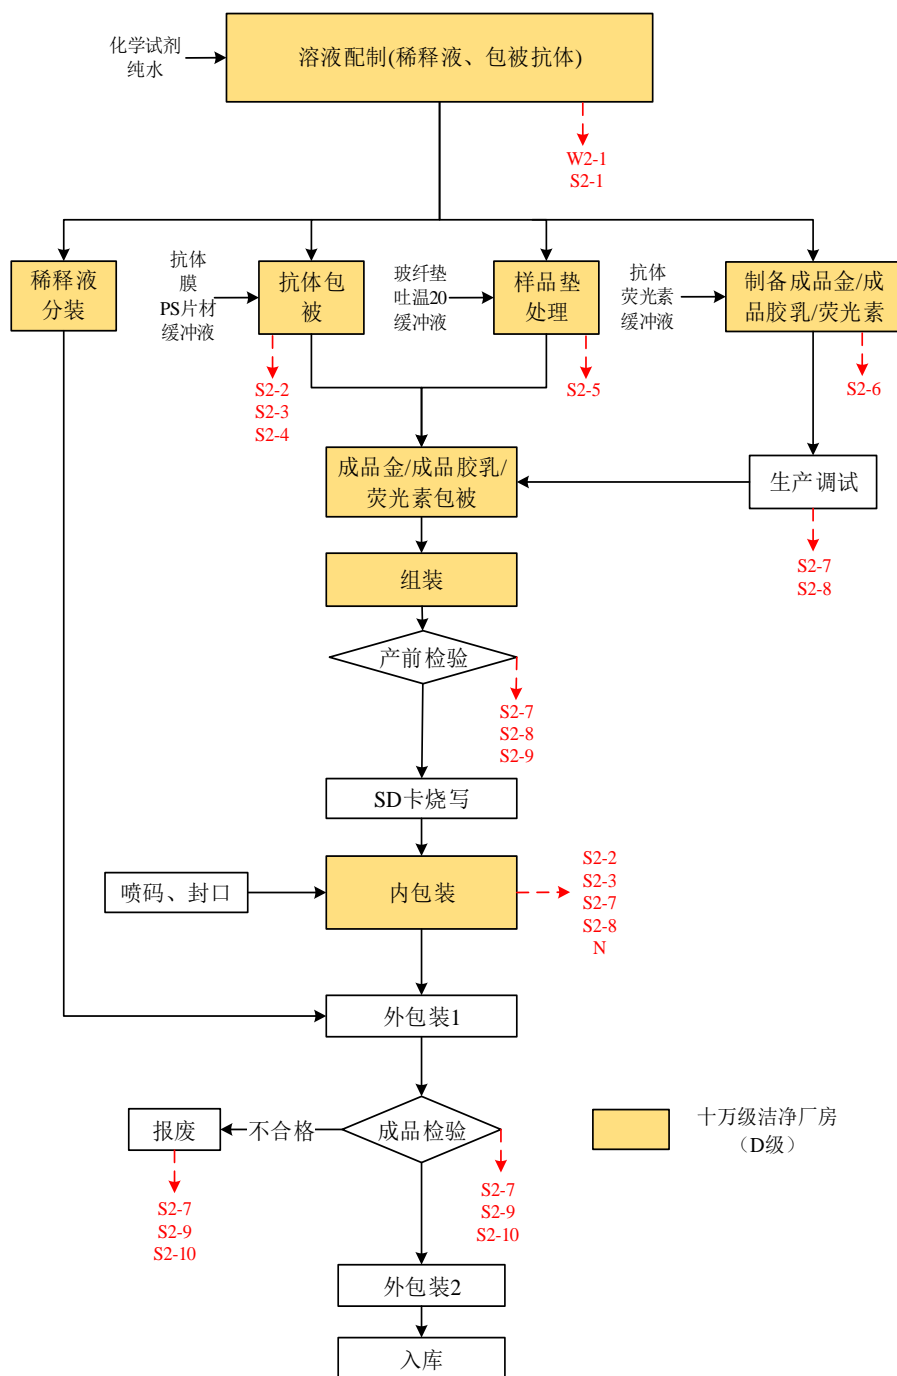 化学试剂
纯水
溶液配制(稀释液、包被抗体)
W2-1
S2-1
稀释液
分装
抗体
膜
PS片材
缓冲液
抗体包
被
玻纤垫
吐温20
缓冲液
样品垫
处理
抗体
荧光素
缓冲液
制备成品金/成
品胶乳/荧光素
S2-2
S2-3
S2-4
S2-5
S2-6
成品金/成品胶乳/
荧光素包被
生产调试
S2-7
S2-8
组装
产前检验
S2-7
S2-8
S2-9
SD卡烧写
喷码、封口
内包装
S2-2
S2-3
S2-7
S2-8
N
外包装1
报废
不合格
成品检验
十万级洁净厂房
（D级）
S2-7
S2-9
S2-10
S2-7
S2-9
S2-10
外包装2
入库